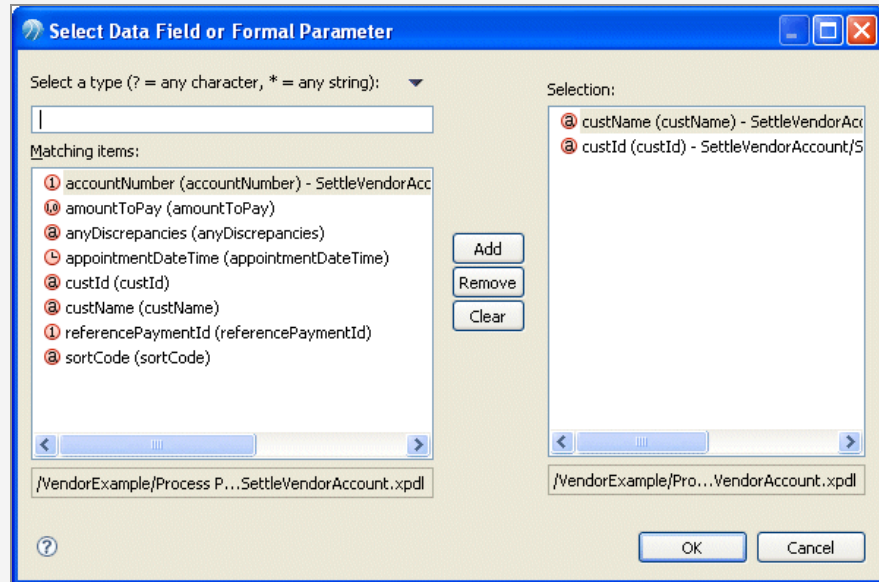 Select Data Field or Formal Parameter
Select a type (? = any character, * = any string):
Matching items:
accountNumber (accountNumber) - SettleVendorAcc
amountToPay (amountToPay)
anyDiscrepancies (anyDiscrepancies)
appointmentDateTime (appointmentDateTime)
custId (custId)
custName (custName)
referencePaymentId (referencePaymentId)
sortCode (sortCode)
/VendorExample/Process P...SettleVendorAccount.xpdl
Add
Remove
Clear
Selection:
custName (custName) - SettleVendorAcc
custId (custId) - SettleVendorAccount/S
/VendorExample/Pro...VendorAccount.xpdl
OK
Cancel